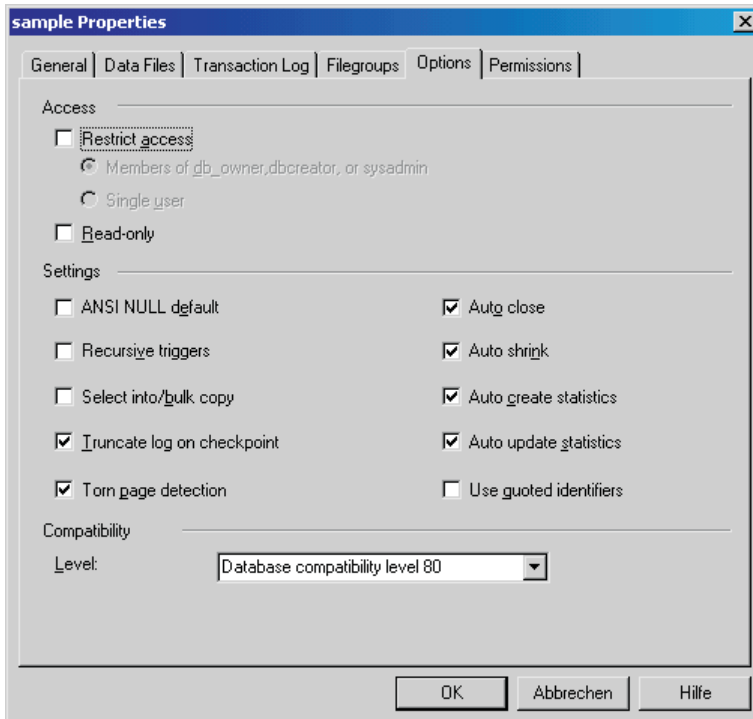 sample Properties
General Data Files Transaction Log Filegroups Options Permissions
Access
Restrict access
Members of db_owner,dbcreator, or sysadmin
Single user
Read-only
Settings
ANSI NULL default
Auto close
Recursive triggers
Auto shrink
Select into/bulk copy
Auto create statistics
Truncate log on checkpoint
Auto update statistics
Torn page detection
Use quoted identifiers
Compatibility
Level: Database compatibility level 80
OK Abbrechen Hilfe